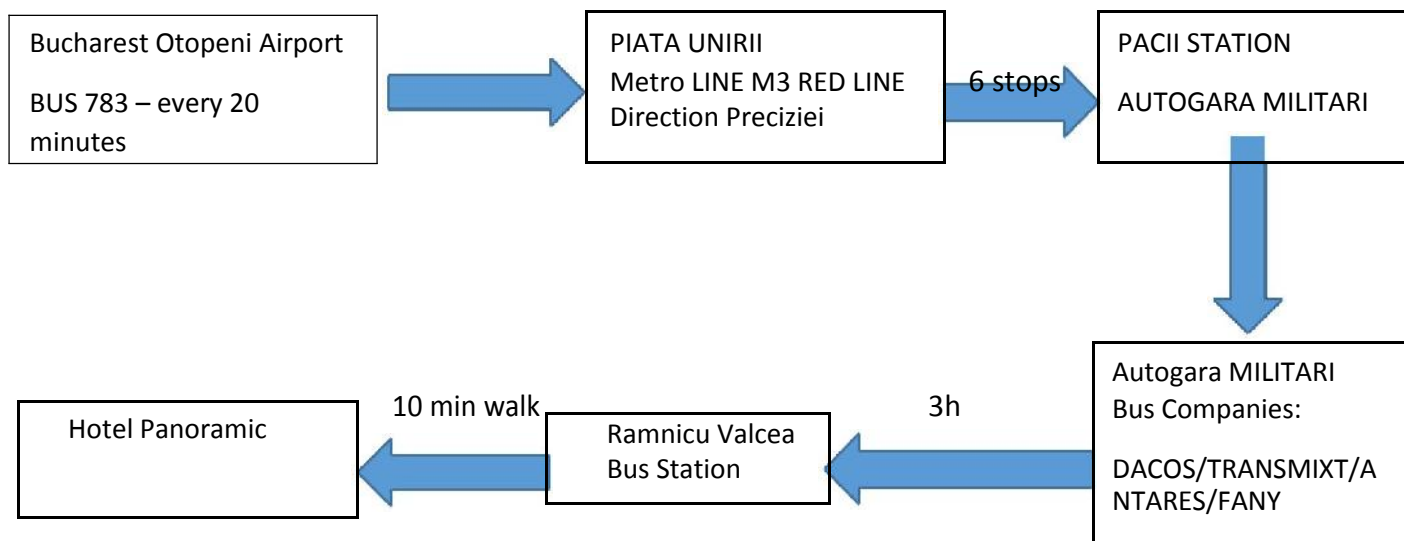 Bucharest Otopeni Airport
BUS 783 – every 20
minutes
PIATA UNIRII
Metro LINE M3 RED LINE
Direction Preciziei
6 stops
PACII STATION
AUTOGARA MILITARI
Autogara MILITARI
Bus Companies:
DACOS/TRANSMIXT/A
NTARES/FANY
3h
Ramnicu Valcea
Bus Station
10 min walk
Hotel Panoramic